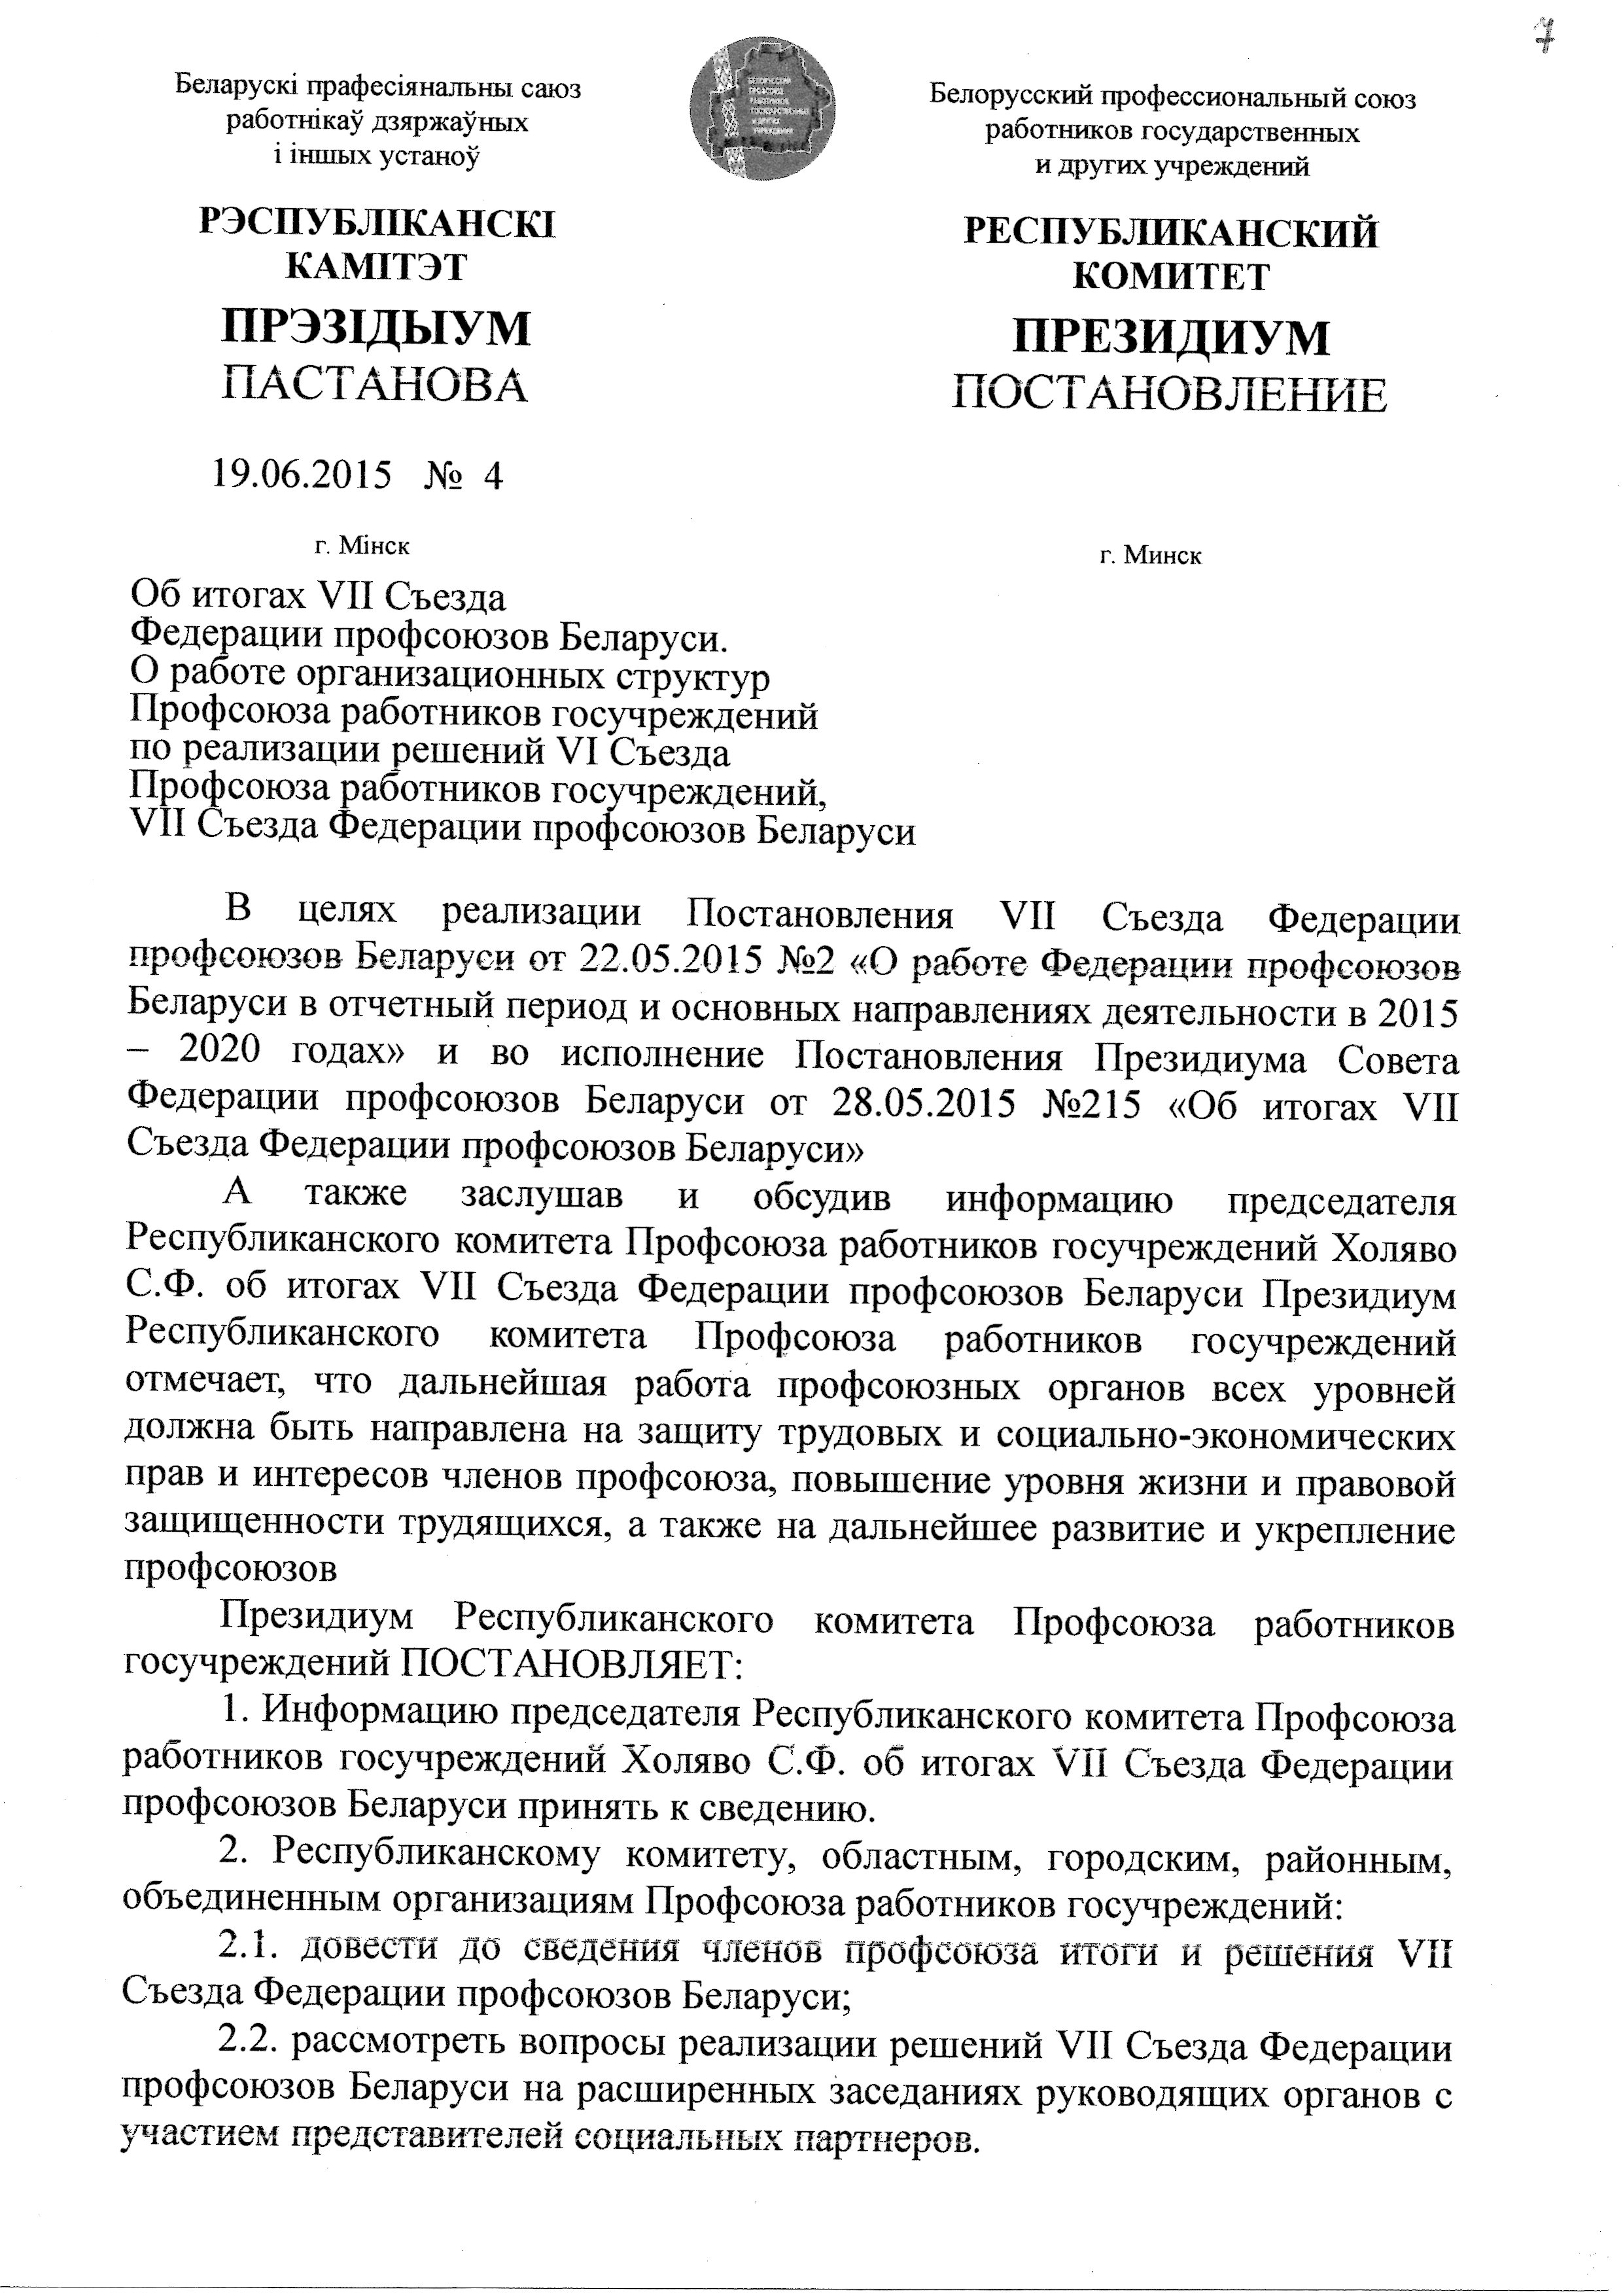 7
Беларускі прафесіянальны саюз
работнікаў дзяржаўных
і іншых устаноў
РЭСПУБЛІКАНСКІ
КАМІТЭТ
ПРЭЗІДЫУМ
ПАСТАНОВА
19.06.2015 № 4
г. Мінск
БЕЛОРУССКИЙ
ПРОФСОЮЗ
РАБОТНИКОВ
ГОСУДАРСТВЕННЫХ
И ДРУГИХ
УЧРЕЖДЕНИЙ
Белорусский профессиональный союз
работников государственных
и других учреждений
РЕСПУБЛИКАНСКИЙ
КОМИТЕТ
ПРЕЗИДИУМ
ПОСТАНОВЛЕНИЕ
г. Минск
Об итогах VII Съезда
Федерации профсоюзов Беларуси.
О работе организационных структур
Профсоюза работников госучреждений
по реализации решений VI Съезда
Профсоюза работников госучреждений,
VII Съезда Федерации профсоюзов Беларуси
В целях реализации Постановления VII Съезда Федерации
профсоюзов Беларуси от 22.05.2015 №2 «О работе Федерации профсоюзов
Беларуси в отчетный период и основных направлениях деятельности в 2015
– 2020 годах» и во исполнение Постановления Президиума Совета
Федерации профсоюзов Беларуси от 28.05.2015 №215 «Об итогах VII
Съезда Федерации профсоюзов Беларуси»
А также заслушав и обсудив информацию председателя
Республиканского комитета Профсоюза работников госучреждений Холяво
С.Ф. об итогах VII Съезда Федерации профсоюзов Беларуси Президиум
Республиканского комитета Профсоюза работников госучреждений
отмечает, что дальнейшая работа профсоюзных органов всех уровней
должна быть направлена на защиту трудовых и социально-экономических
прав и интересов членов профсоюза, повышение уровня жизни и правовой
защищенности трудящихся, а также на дальнейшее развитие и укрепление
профсоюзов
Президиум Республиканского комитета Профсоюза работников
госучреждений ПОСТАНОВЛЯЕТ:
1. Информацию председателя Республиканского комитета Профсоюза
работников госучреждений Холяво С.Ф. об итогах VII Съезда Федерации
профсоюзов Беларуси принять к сведению.
2. Республиканскому комитету, областным, городским, районным,
объединенным организациям Профсоюза работников госучреждений:
2.1. довести до сведения членов профсоюза итоги и решения VII
Съезда Федерации профсоюзов Беларуси;
2.2. рассмотреть вопросы реализации решений VII Съезда Федерации
профсоюзов Беларуси на расширенных заседаниях руководящих органов с
участием представителей социальных партнеров.